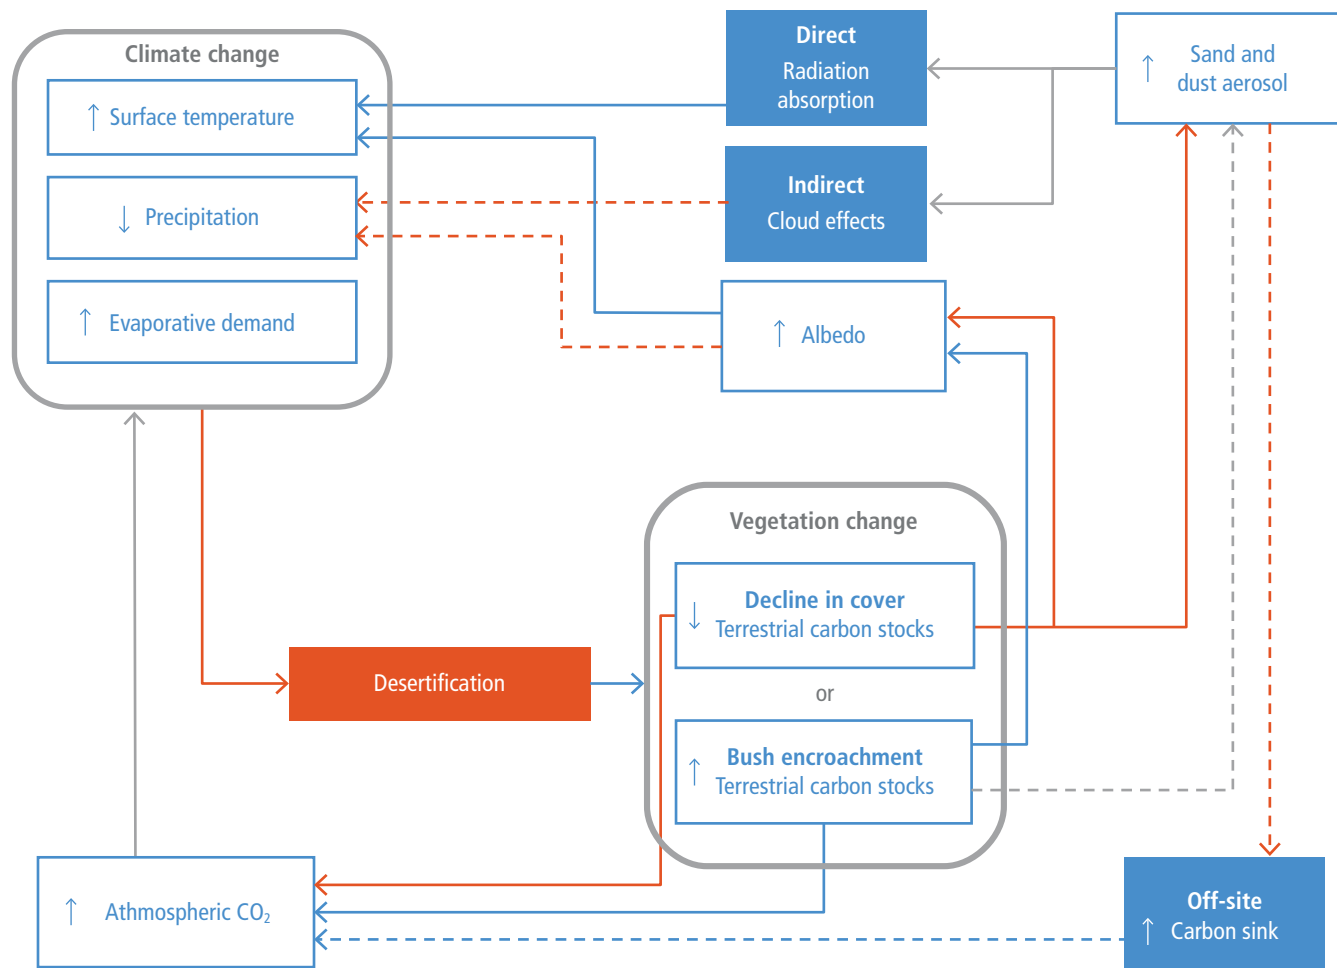 Climate change
↑ Surface temperature
↓ Precipitation
↑ Evaporative demand
Direct
Radiation
absorption
Indirect
Cloud effects
↑ Albedo
↑ Sand and
dust aerosol
Vegetation change
Decline in cover
↓ Terrestrial carbon stocks
or
Bush encroachment
↑ Terrestrial carbon stocks
Desertification
↑ Athmospheric CO₂
Off-site
↑ Carbon sink